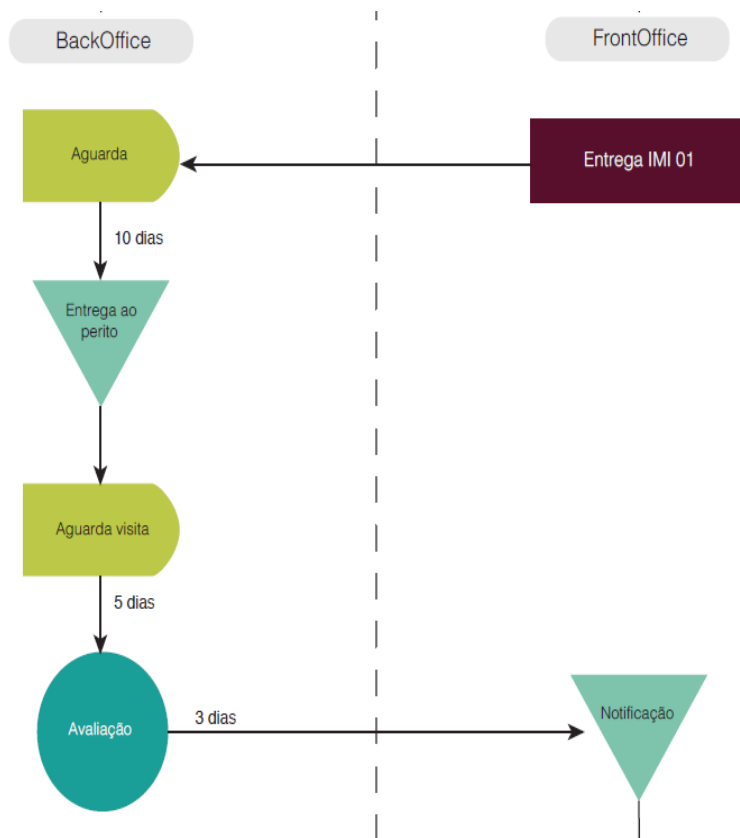 BackOffice
FrontOffice
Aguarda
Entrega IMI 01
10 dias
Entrega ao
perito
Aguarda visita
5 dias
Avaliação
3 dias
Notificação